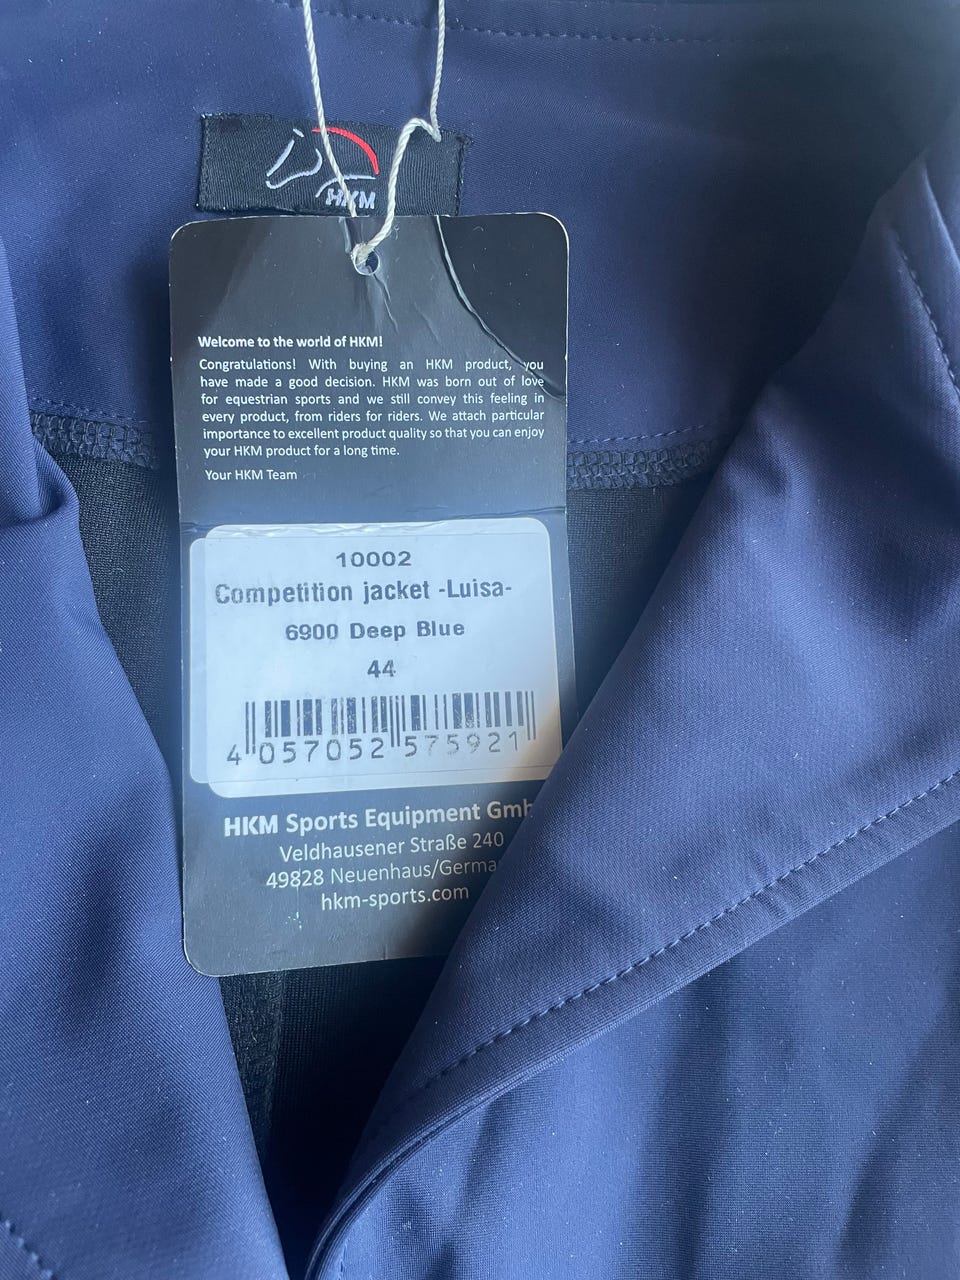 HKM
Welcome to the world of HKM!
Congratulations! With buying an HKM product, you
have made a good decision. HKM was born out of love
for equestrian sports and we still convey this feeling in
every product, from riders for riders. We attach particular
importance to excellent product quality so that you can enjoy
your HKM product for a long time.
Your HKM Team
10002
Competition jacket -Luisa-
6900 Deep Blue
44
4 057052 575921
HKM Sports Equipment Gmb
Veldhausener Straße 240
49828 Neuenhaus/Germa
hkm-sports.com